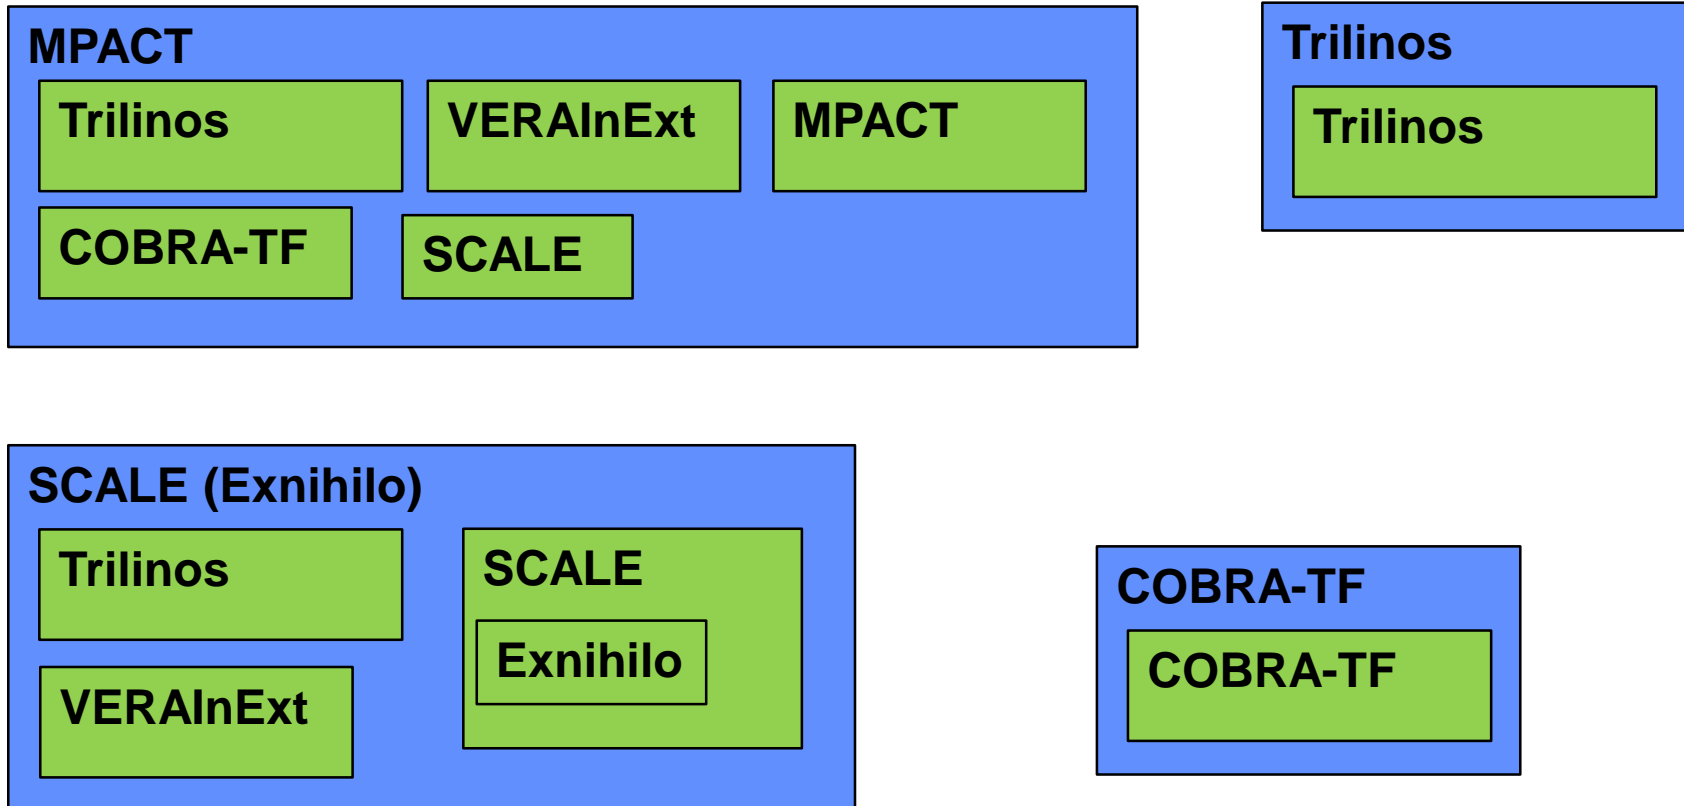 MPACT
Trilinos
VERAInExt
MPACT
COBRA-TF
SCALE
Trilinos
Trilinos
SCALE (Exnihilo)
Trilinos
SCALE
Exnihilo
VERAInExt
COBRA-TF
COBRA-TF